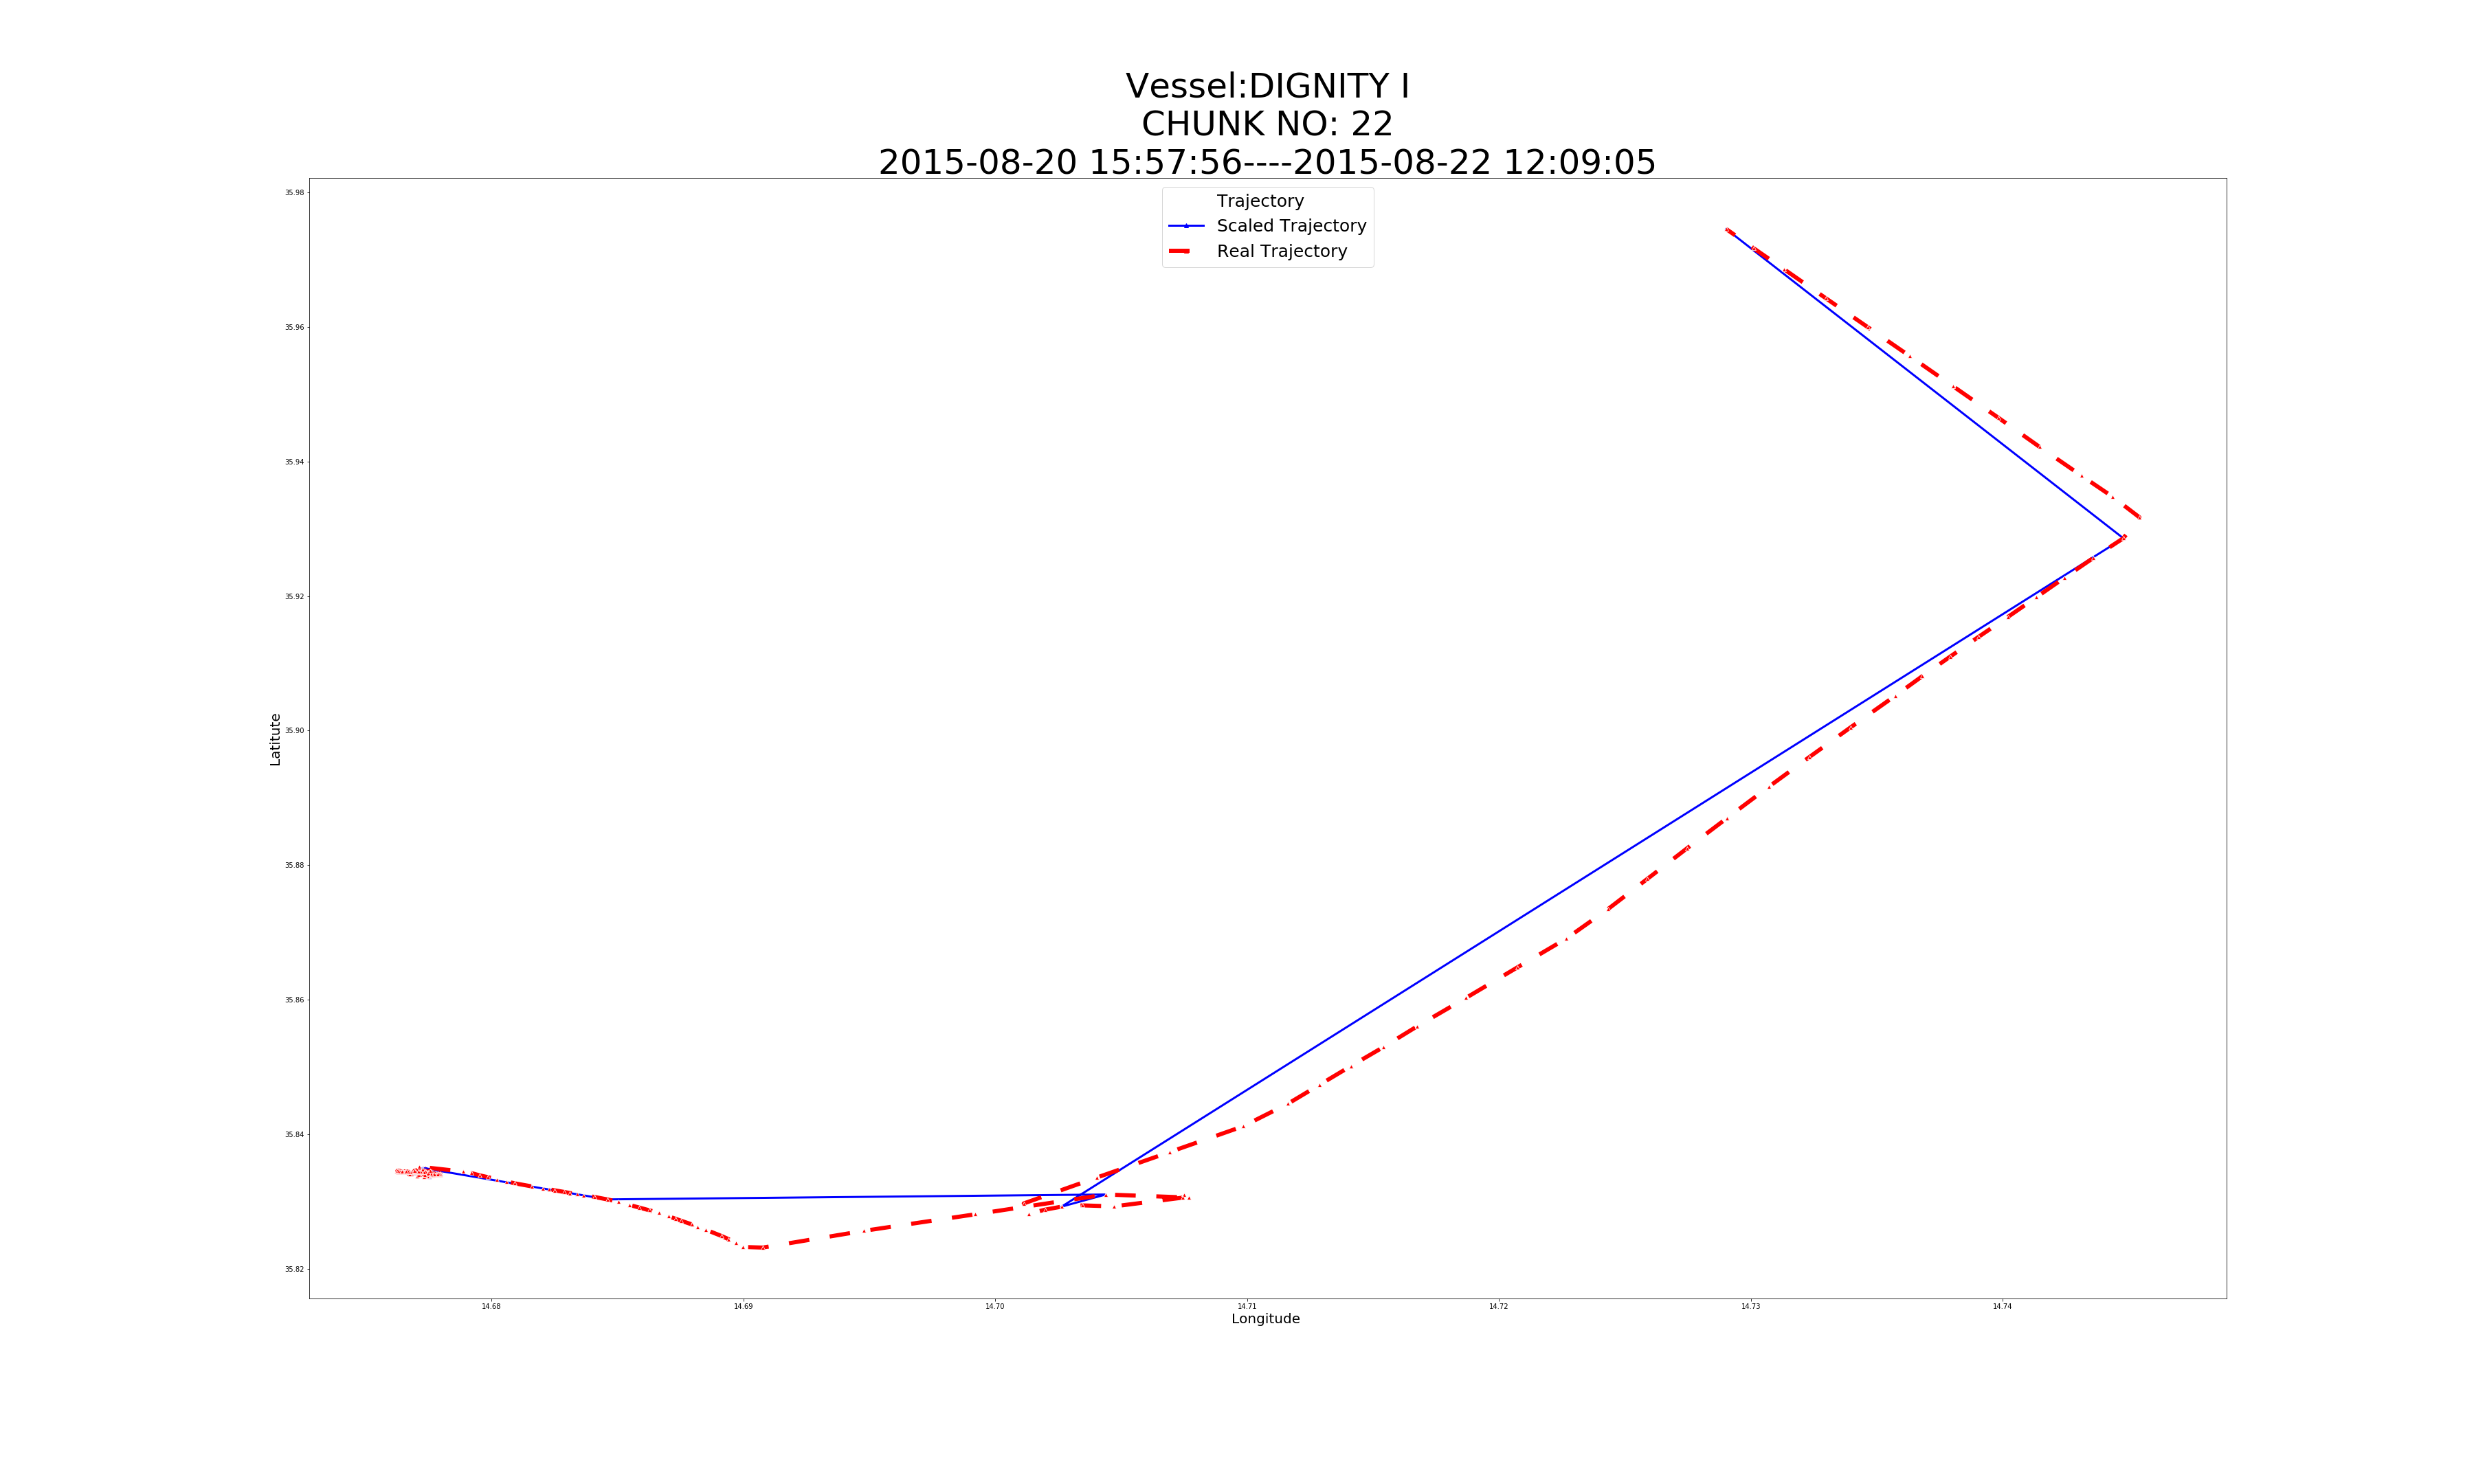 Vessel:DIGNITY I
CHUNK NO: 22
2015-08-20 15:57:56----2015-08-22 12:09:05
Trajectory
Scaled Trajectory
Real Trajectory
35.98
35.96
35.94
35.92
35.90
35.88
35.86
35.84
35.82
Latitute
14.68
14.69
14.70
14.71
14.72
14.73
14.74
Longitude